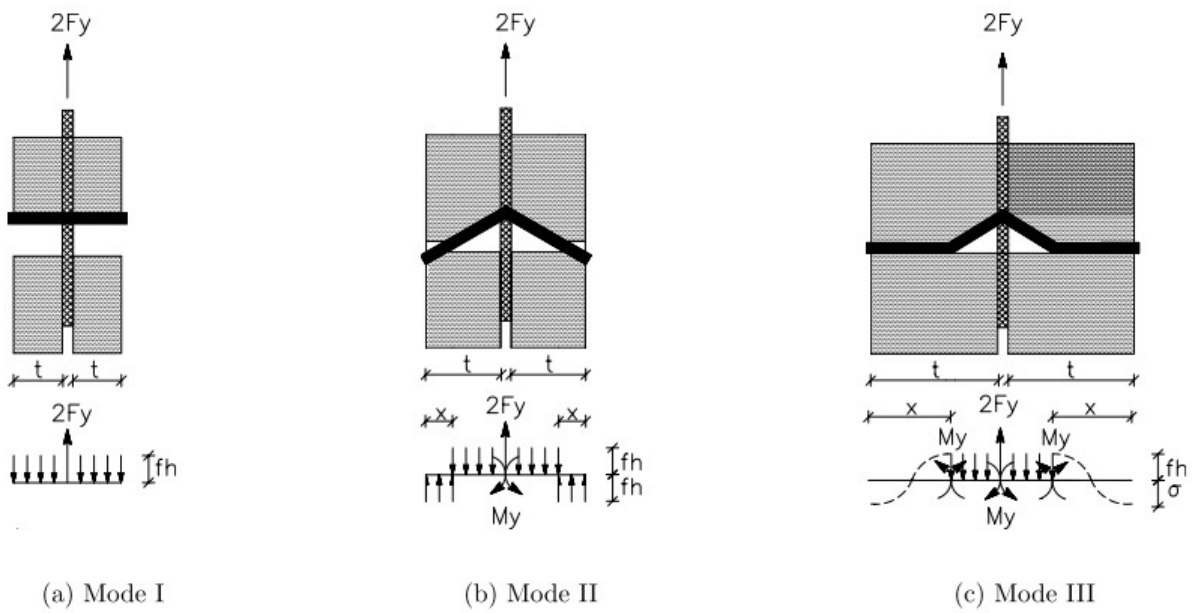 2Fy
t t
2Fy
fh
(a) Mode I
2Fy
t t
x 2Fy x
fh
fh
My
(b) Mode II
2Fy
t t
x 2Fy x
My My
fh
σ
My
(c) Mode III